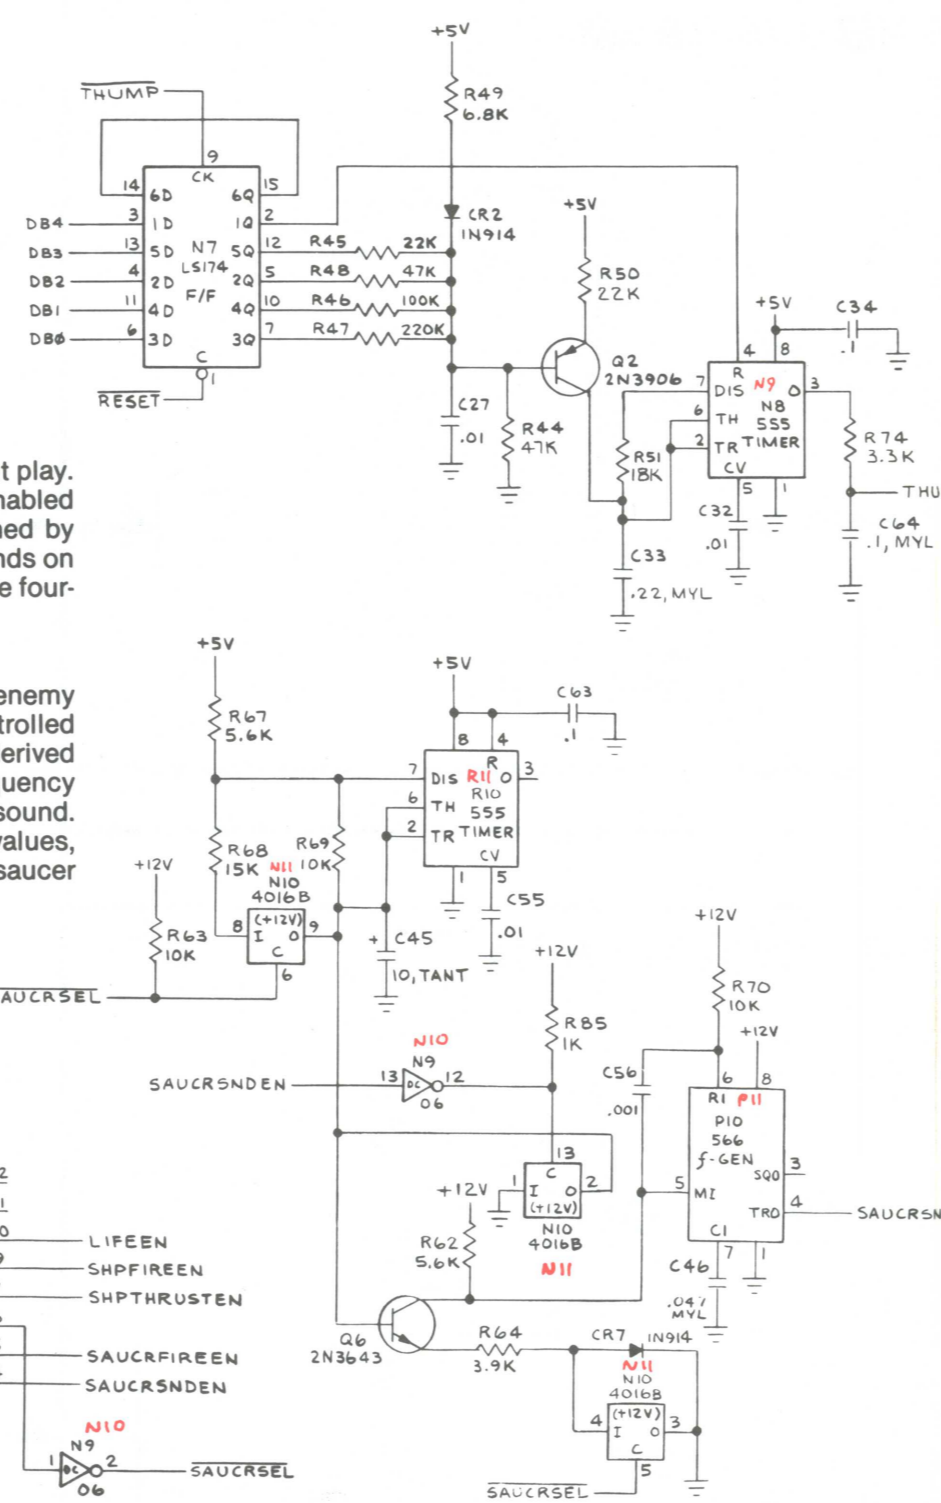 +5V
R49
6.8K
THUMP
9
CK
14
6D
6Q
15
DB4
3
1D
1Q
2
DB3
13
5D
N7
5Q
12
R45
22K
DB2
4
2D
LS174
2Q
5
R48
47K
DB1
11
4D
F/F
4Q
10
R46
100K
DBØ
6
3D
3Q
7
R47
220K
C
1
RESET
CR2
1N914
+5V
R50
22K
Q2
2N3906
C27
.01
R44
47K
+5V
C34
.1
4
8
R
7
DIS
N9
O
3
N8
6
TH
555
2
TR
TIMER
CV
5
1
R51
18K
R74
3.3K
THU
C32
.01
C64
.1, MYL
C33
.22, MYL
t play.
nabled
ned by
nds on
e four-
enemy
trolled
erived
quency
sound.
values,
saucer
+5V
R67
5.6K
+5V
C63
.1
8
4
R
7
DIS
R11
O
3
R10
6
TH
555
2
TR
TIMER
CV
1
5
C55
.01
R68
15K
R69
10K
N11
N10
4016B
(+12V)
8
I
O
9
C
6
+12V
R63
10K
+
C45
10, TANT
AUCRSEL
+12V
R85
1K
N10
N9
SAUCRSNDEN
13
DC
12
06
13
C
1
I
O
2
(+12V)
N10
4016B
N11
+12V
R62
5.6K
+12V
R70
10K
+12V
C56
.001
6
8
R1
P11
P10
566
f-GEN
SQO
3
5
MI
TRO
4
SAUCRSN
C1
7
1
C46
.047
MYL
Q6
2N3643
R64
3.9K
CR7
1N914
N11
N10
4016B
(+12V)
4
I
O
3
C
5
SAUCRSEL
2
1
0
LIFEEN
9
SHPFIREEN
SHPTHRUSTEN
SAUCRFIREEN
SAUCRSNDEN
N10
N9
1
DC
2
06
SAUCRSEL